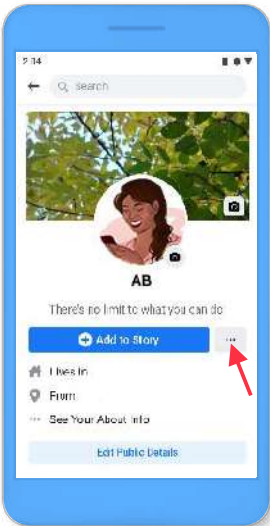 2:04
Search
AB
There's no limit to what you can do
Add to Story
Lives in
From
See Your About Info
Edit Public Details